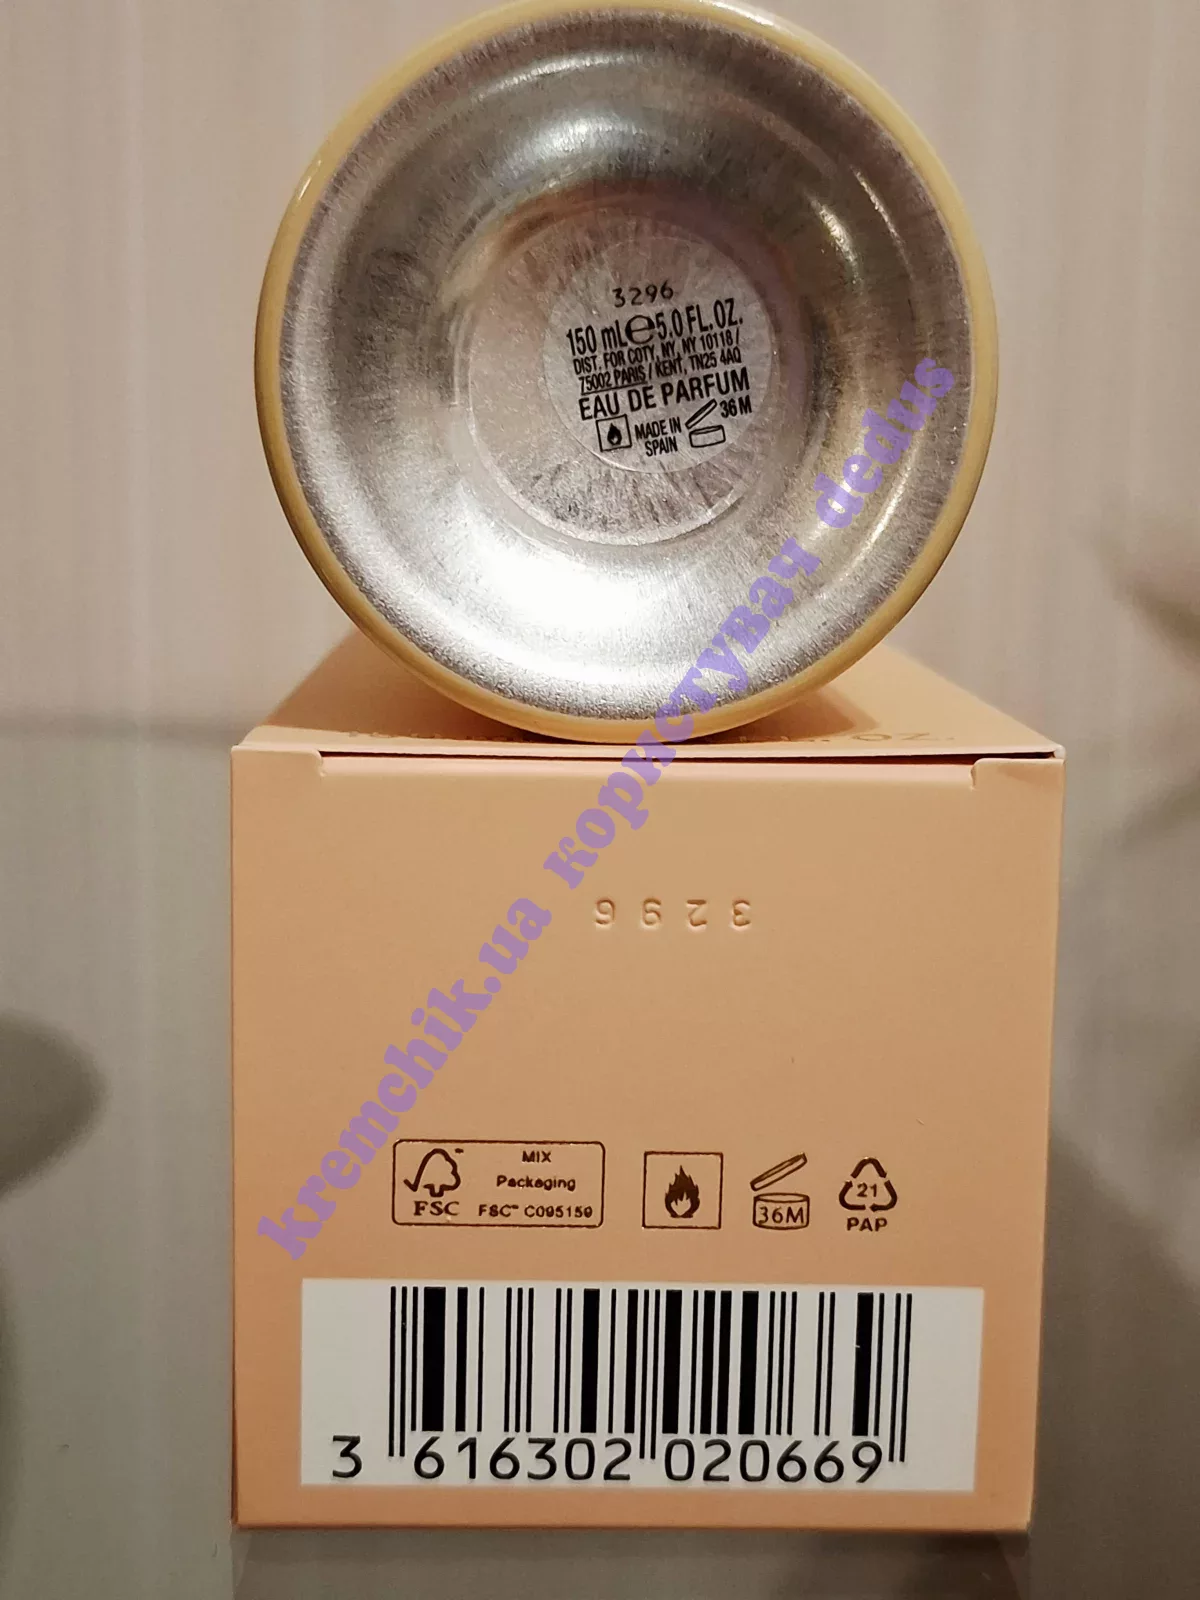 3296
150 mL℮5.0 FL. OZ.
DIST. FOR COTY, NY, NY 10118 /
75002 PARIS / KENT, TN25 4AQ
EAU DE PARFUM
MADE IN
SPAIN
36 M
OZ.
3296
MIX
Packaging
FSC™ C095159
FSC
36M
21
PAP
3 616302 020669
kremchik.ua користувач dedus